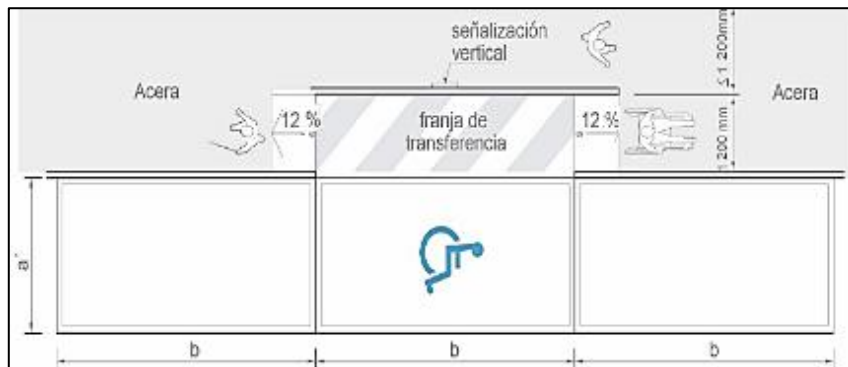 señalización
vertical
≤ 1 200mm
Acera
12 %
franja de
transferencia
12 %
1 200 mm
Acera
a'
b
b
b